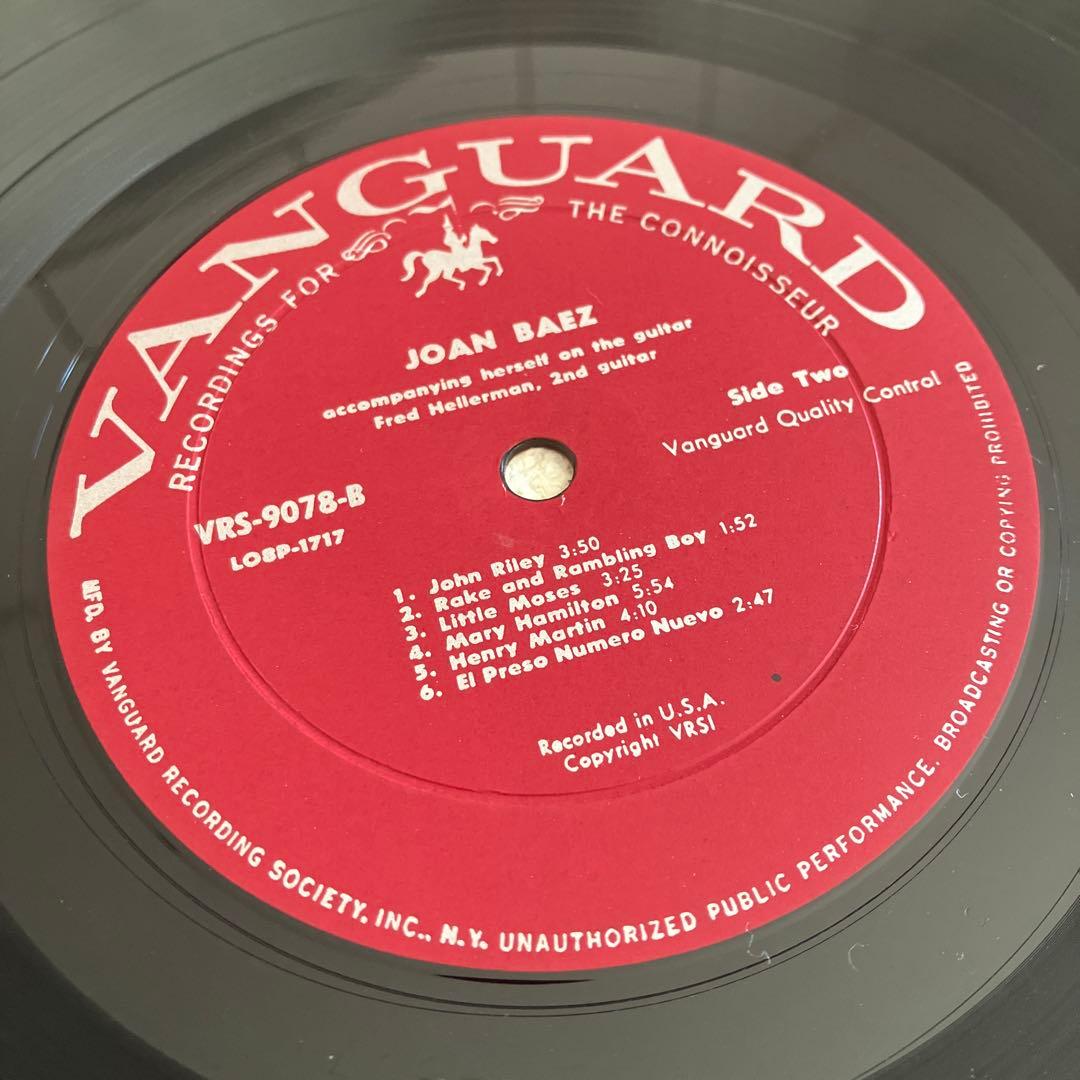 VANGUARD
RECORDINGS FOR THE CONNOISSEUR
JOAN BAEZ
accompanying herself on the guitar
Fred Hellerman, 2nd guitar
Side Two
Vanguard Quality Control
VRS-9078-B
LO8P-1717
1. John Riley 3:50
2. Rake and Rambling Boy 1:52
3. Little Moses 3:25
4. Mary Hamilton 5:54
5. Henry Martin 4:10
6. El Preso Numero Nuevo 2:47
Recorded in U.S.A.
Copyright VRSI
MFD. BY VANGUARD RECORDING SOCIETY, INC., N.Y. UNAUTHORIZED PUBLIC PERFORMANCE, BROADCASTING OR COPYING PROHIBITED